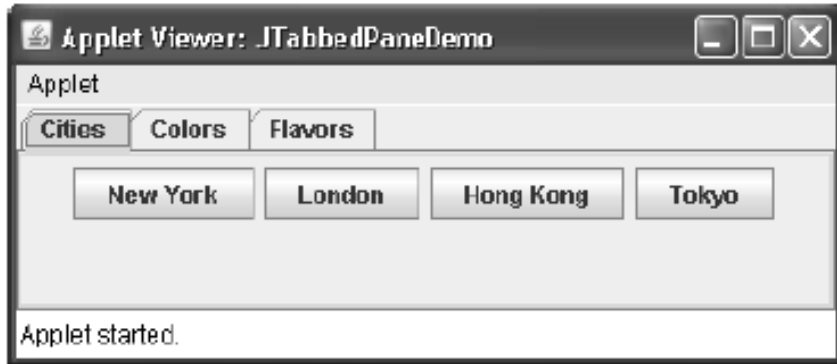 Applet Viewer: JTabbedPaneDemo
Applet
Cities Colors Flavors
New York London Hong Kong Tokyo
Applet started.